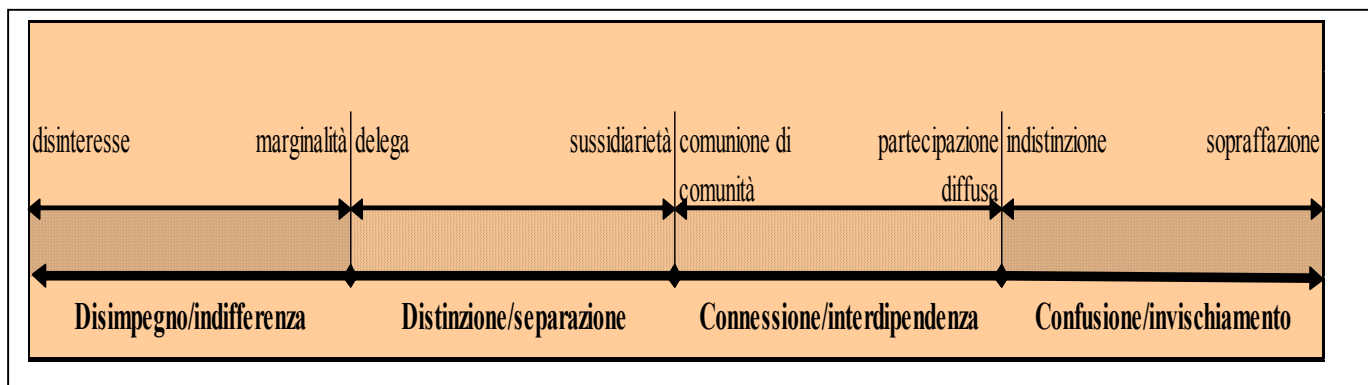 disinteresse marginalità delega sussidiarietà comunione di partecipazione indistinzione sopraffazione
comunità diffusa
Disimpegno/indifferenza Distinzione/separazione Connessione/interdipendenza Confusione/invischiamento